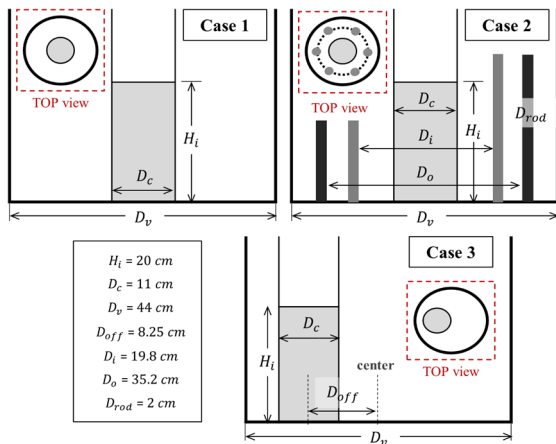 Case 1
TOP view
H_i
D_c
D_v
Case 2
TOP view
D_c
D_i
H_i
D_rod
D_o
D_v
H_i = 20 cm
D_c = 11 cm
D_v = 44 cm
D_off = 8.25 cm
D_i = 19.8 cm
D_o = 35.2 cm
D_rod = 2 cm
Case 3
TOP view
D_c
H_i
center
D_off
D_v